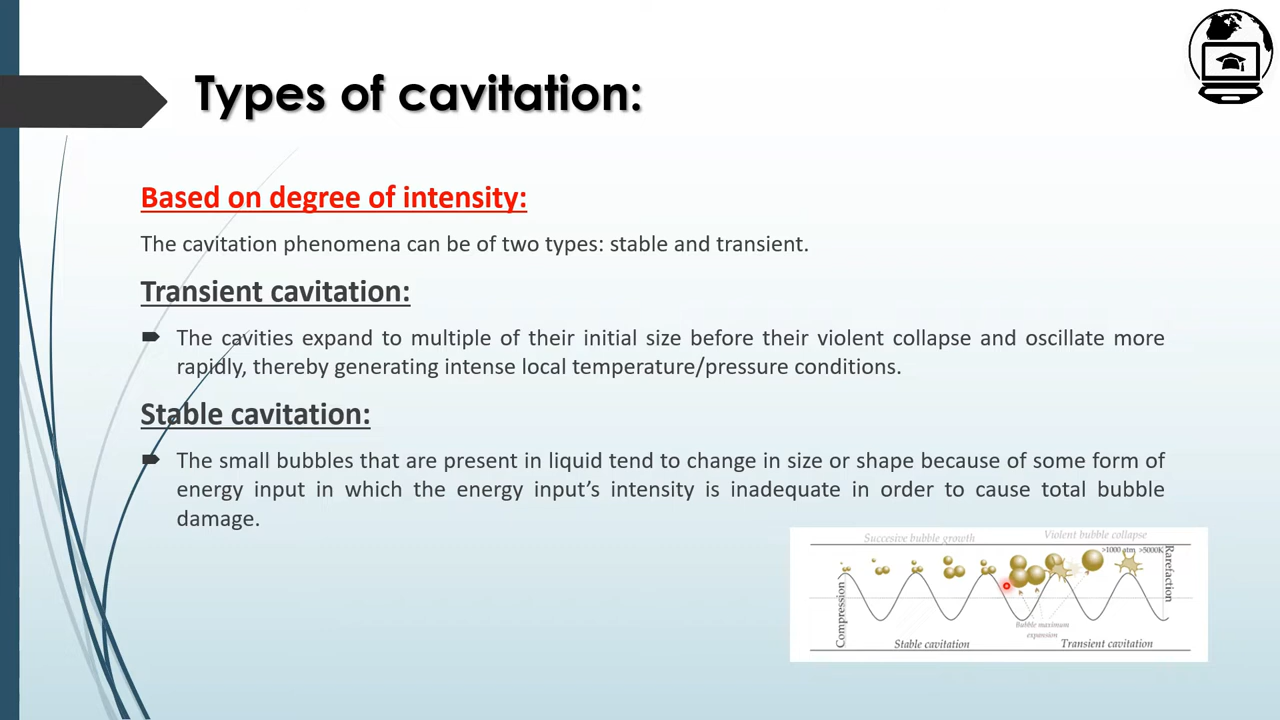 Types of cavitation:
Based on degree of intensity:
The cavitation phenomena can be of two types: stable and transient.
Transient cavitation:
The cavities expand to multiple of their initial size before their violent collapse and oscillate more
rapidly, thereby generating intense local temperature/pressure conditions.
Stable cavitation:
The small bubbles that are present in liquid tend to change in size or shape because of some form of
energy input in which the energy input’s intensity is inadequate in order to cause total bubble
damage.
Succesive bubble growth
Violent bubble collapse
>1000 atm >5000K
Compression
Rarefaction
Bubble maximum
expansion
Stable cavitation
Transient cavitation